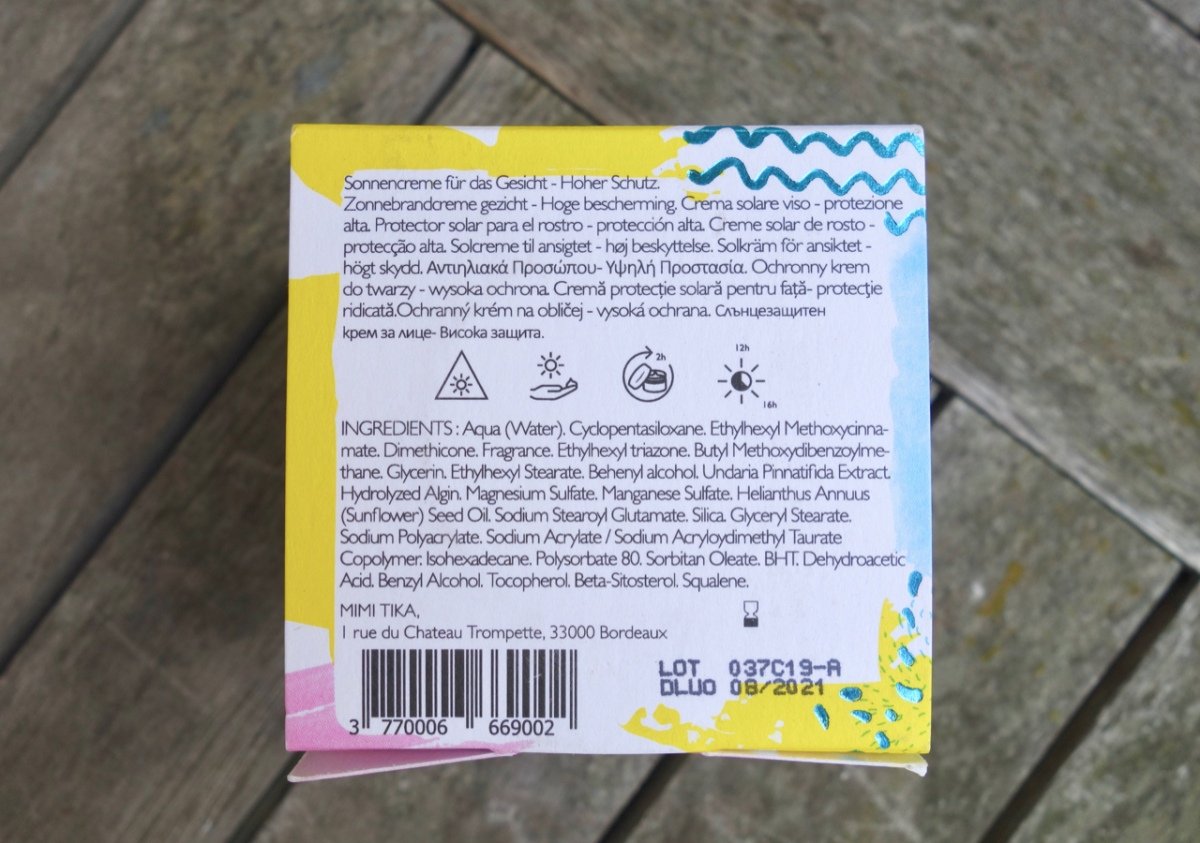 Sonnencreme für das Gesicht - Hoher Schutz.
Zonnebrandcreme gezicht - Hoge bescherming. Crema solare viso - protezione
alta. Protector solar para el rostro - protección alta. Creme solar de rosto -
protecção alta. Solcreme til ansigtet - høj beskyttelse. Solkräm för ansiktet -
högt skydd. Αντιηλιακά Προσώπου- Υψηλή Προστασία. Ochronny krem
do twarzy - wysoka ochrona. Cremă protecție solară pentru față- protecţie
ridicată.Ochranný krém na obličej - vysoká ochrana. Слънцезащитен
крем за лице- Висока защита.
2h
12h
16h
INGREDIENTS : Aqua (Water). Cyclopentasiloxane. Ethylhexyl Methoxycinna-
mate. Dimethicone. Fragrance. Ethylhexyl triazone. Butyl Methoxydibenzoylme-
thane. Glycerin. Ethylhexyl Stearate. Behenyl alcohol. Undaria Pinnatifida Extract.
Hydrolyzed Algin. Magnesium Sulfate. Manganese Sulfate. Helianthus Annuus
(Sunflower) Seed Oil. Sodium Stearoyl Glutamate. Silica. Glyceryl Stearate.
Sodium Polyacrylate. Sodium Acrylate / Sodium Acryloydimethyl Taurate
Copolymer. Isohexadecane. Polysorbate 80. Sorbitan Oleate. BHT. Dehydroacetic
Acid. Benzyl Alcohol. Tocopherol. Beta-Sitosterol. Squalene.
MIMI TIKA,
1 rue du Chateau Trompette, 33000 Bordeaux
LOT 037C19-A
DLUO 08/2021
3 770006 669002